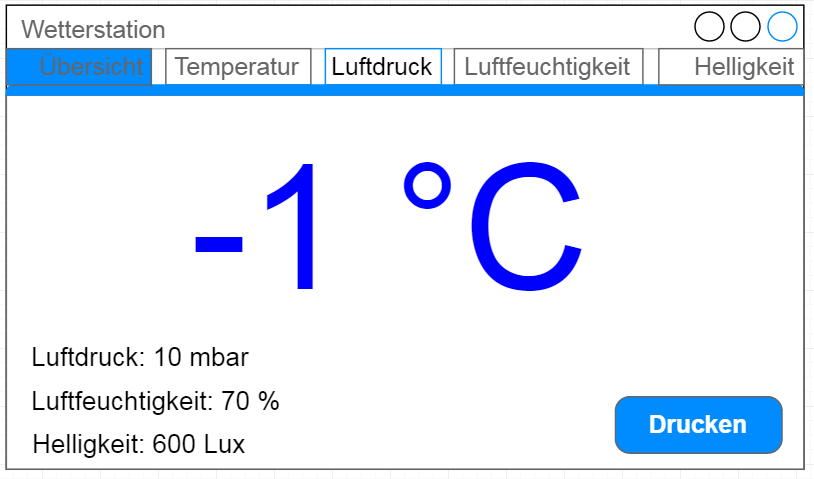 Wetterstation
Übersicht Temperatur Luftdruck Luftfeuchtigkeit Helligkeit
-1 °C
Luftdruck: 10 mbar
Luftfeuchtigkeit: 70 %
Helligkeit: 600 Lux
Drucken